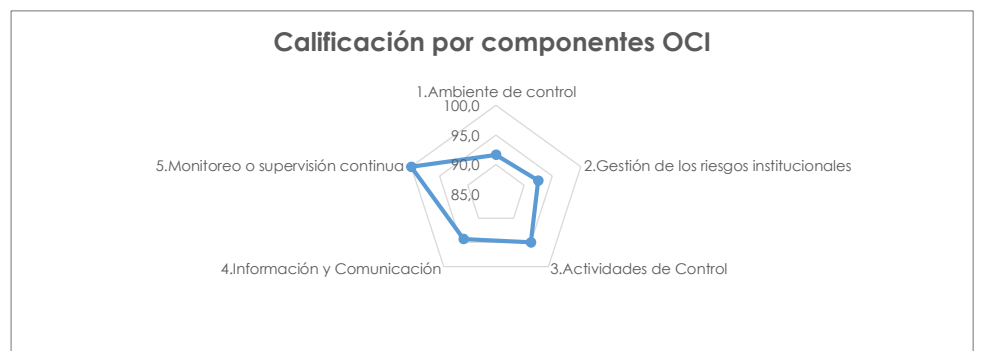 Calificación por componentes OCI
1.Ambiente de control
100,0
95,0
5.Monitoreo o supervisión continua
90,0
2.Gestión de los riesgos institucionales
85,0
4.Información y Comunicación
3.Actividades de Control